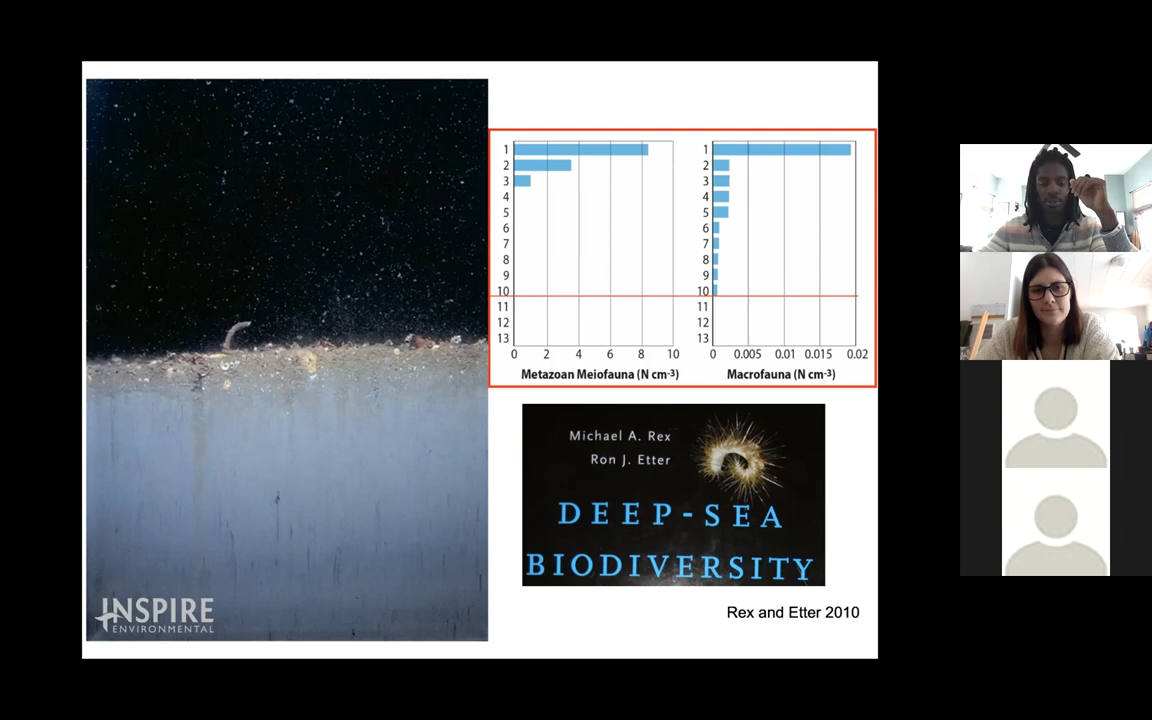 1
2
3
4
5
6
7
8
9
10
11
12
13
0 2 4 6 8 10
Metazoan Meiofauna (N cm-3)
1
2
3
4
5
6
7
8
9
10
11
12
13
0 0.005 0.01 0.015 0.02
Macrofauna (N cm-3)
Michael A. Rex
Ron J. Etter
DEEP-SEA
BIODIVERSITY
Rex and Etter 2010
INSPIRE
ENVIRONMENTAL